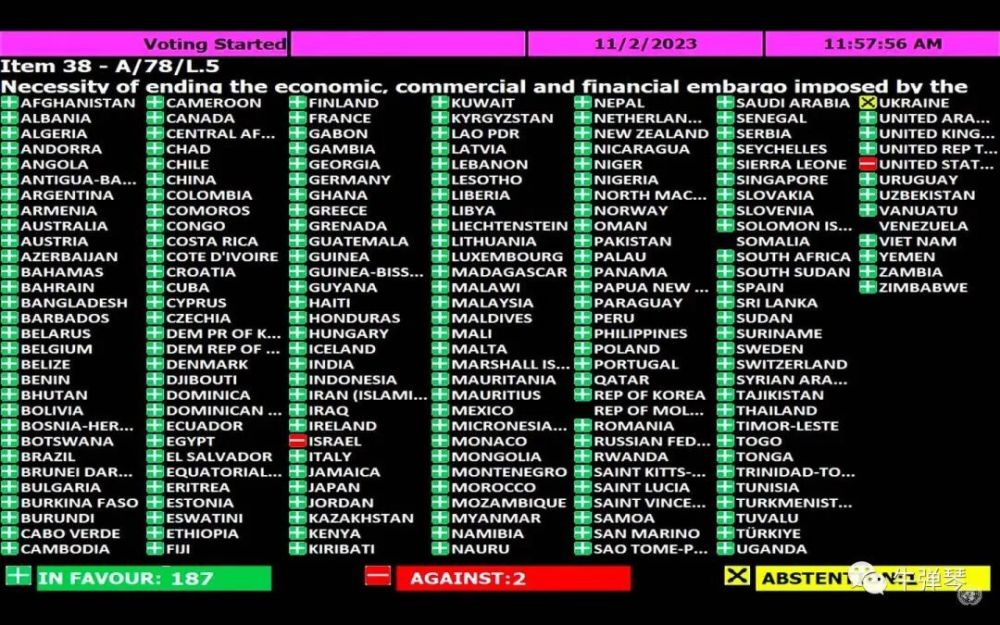 Voting Started
11/2/2023
11:57:56 AM
Item 38 - A/78/L.5
Necessity of ending the economic, commercial and financial embargo imposed by the
AFGHANISTAN
ALBANIA
ALGERIA
ANDORRA
ANGOLA
ANTIGUA-BA...
ARGENTINA
ARMENIA
AUSTRALIA
AUSTRIA
AZERBAIJAN
BAHAMAS
BAHRAIN
BANGLADESH
BARBADOS
BELARUS
BELGIUM
BELIZE
BENIN
BHUTAN
BOLIVIA
BOSNIA-HER...
BOTSWANA
BRAZIL
BRUNEI DAR...
BULGARIA
BURKINA FASO
BURUNDI
CABO VERDE
CAMBODIA
CAMEROON
CANADA
CENTRAL AF...
CHAD
CHILE
CHINA
COLOMBIA
COMOROS
CONGO
COSTA RICA
COTE D'IVOIRE
CROATIA
CUBA
CYPRUS
CZECHIA
DEM PR OF K...
DEM REP OF ...
DENMARK
DJIBOUTI
DOMINICA
DOMINICAN ...
ECUADOR
EGYPT
EL SALVADOR
EQUATORIAL...
ERITREA
ESTONIA
ESWATINI
ETHIOPIA
FIJI
FINLAND
FRANCE
GABON
GAMBIA
GEORGIA
GERMANY
GHANA
GREECE
GRENADA
GUATEMALA
GUINEA
GUINEA-BISS...
GUYANA
HAITI
HONDURAS
HUNGARY
ICELAND
INDIA
INDONESIA
IRAN (ISLAMI...
IRAQ
IRELAND
ISRAEL
ITALY
JAMAICA
JAPAN
JORDAN
KAZAKHSTAN
KENYA
KIRIBATI
KUWAIT
KYRGYZSTAN
LAO PDR
LATVIA
LEBANON
LESOTHO
LIBERIA
LIBYA
LIECHTENSTEIN
LITHUANIA
LUXEMBOURG
MADAGASCAR
MALAWI
MALAYSIA
MALDIVES
MALI
MALTA
MARSHALL IS...
MAURITANIA
MAURITIUS
MEXICO
MICRONESIA...
MONACO
MONGOLIA
MONTENEGRO
MOROCCO
MOZAMBIQUE
MYANMAR
NAMIBIA
NAURU
NEPAL
NETHERLAN...
NEW ZEALAND
NICARAGUA
NIGER
NIGERIA
NORTH MAC...
NORWAY
OMAN
PAKISTAN
PALAU
PANAMA
PAPUA NEW ...
PARAGUAY
PERU
PHILIPPINES
POLAND
PORTUGAL
QATAR
REP OF KOREA
REP OF MOL...
ROMANIA
RUSSIAN FED...
RWANDA
SAINT KITTS-...
SAINT LUCIA
SAINT VINCE...
SAMOA
SAN MARINO
SAO TOME-P...
SAUDI ARABIA
SENEGAL
SERBIA
SEYCHELLES
SIERRA LEONE
SINGAPORE
SLOVAKIA
SLOVENIA
SOLOMON IS...
SOMALIA
SOUTH AFRICA
SOUTH SUDAN
SPAIN
SRI LANKA
SUDAN
SURINAME
SWEDEN
SWITZERLAND
SYRIAN ARA...
TAJIKISTAN
THAILAND
TIMOR-LESTE
TOGO
TONGA
TRINIDAD-TO...
TUNISIA
TURKMENIST...
TUVALU
TÜRKİYE
UGANDA
UKRAINE
UNITED ARA...
UNITED KING...
UNITED REP T...
UNITED STAT...
URUGUAY
UZBEKISTAN
VANUATU
VENEZUELA
VIET NAM
YEMEN
ZAMBIA
ZIMBABWE
IN FAVOUR: 187
AGAINST:2
ABSTENT
牛弹琴